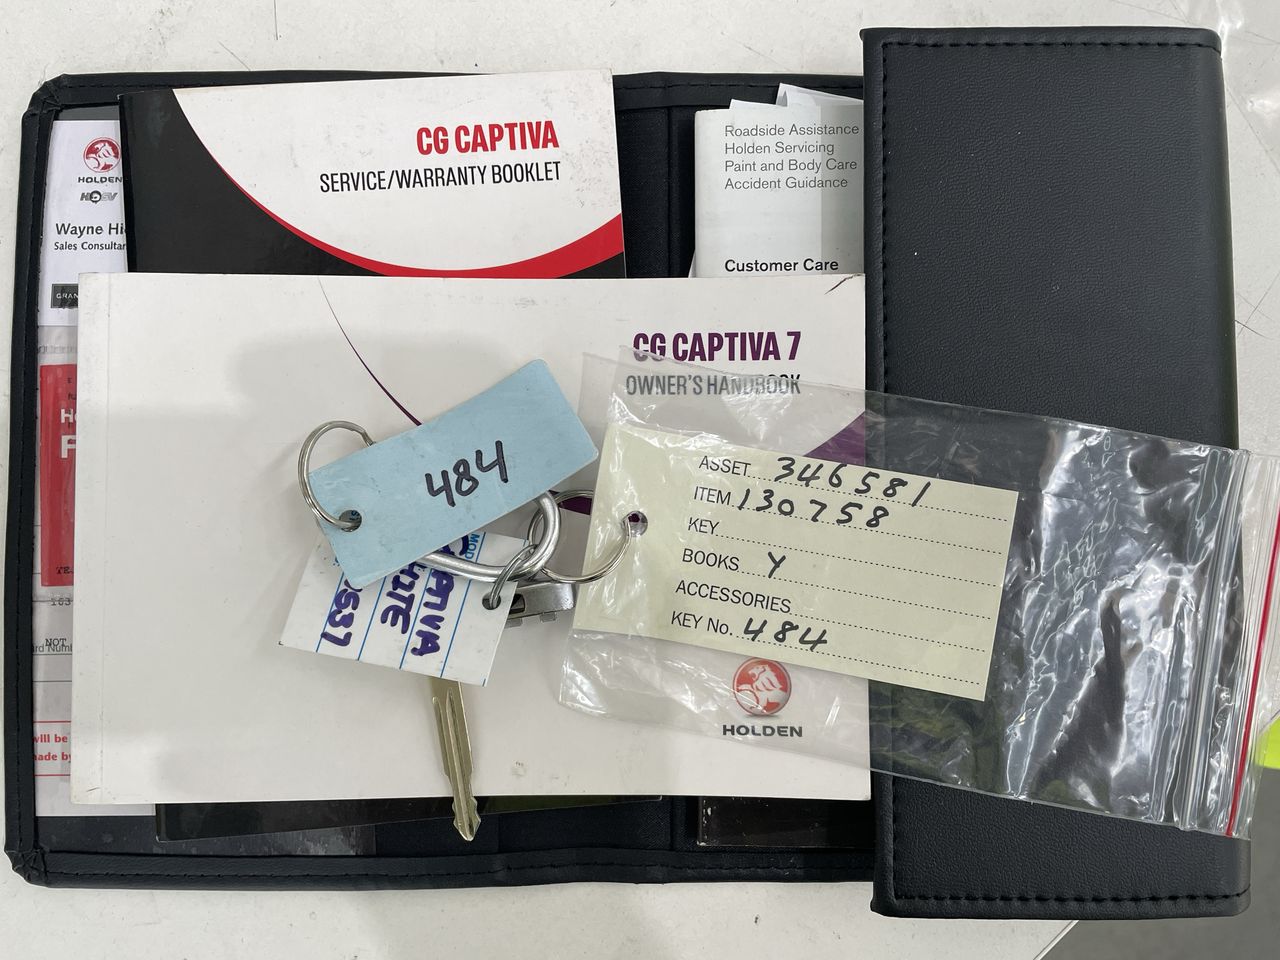 CG CAPTIVA
SERVICE/WARRANTY BOOKLET
Roadside Assistance
Holden Servicing
Paint and Body Care
Accident Guidance
Customer Care
HOLDEN
HSV
Wayne
Sales
CG CAPTIVA 7
OWNER'S HANDBOOK
484
ASSET 346581
ITEM 130758
KEY
BOOKS Y
ACCESSORIES
KEY No. 484
HOLDEN
NOT
will be
made by